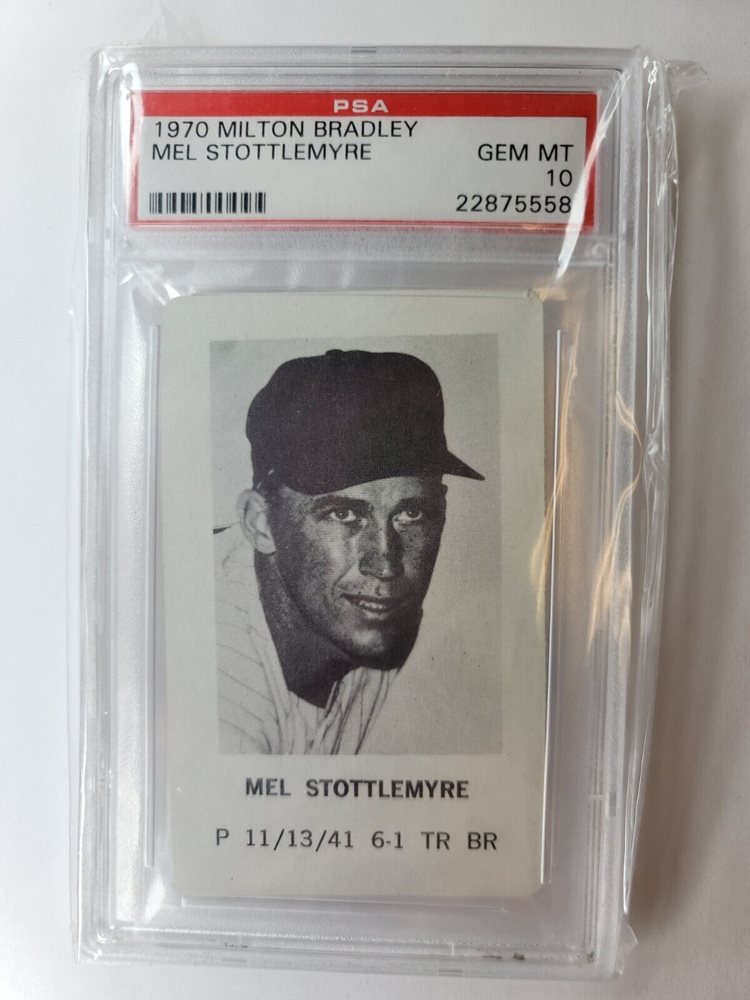 PSA
1970 MILTON BRADLEY
MEL STOTTLEMYRE GEM MT
10
22875558
MEL STOTTLEMYRE
P 11/13/41 6-1 TR BR